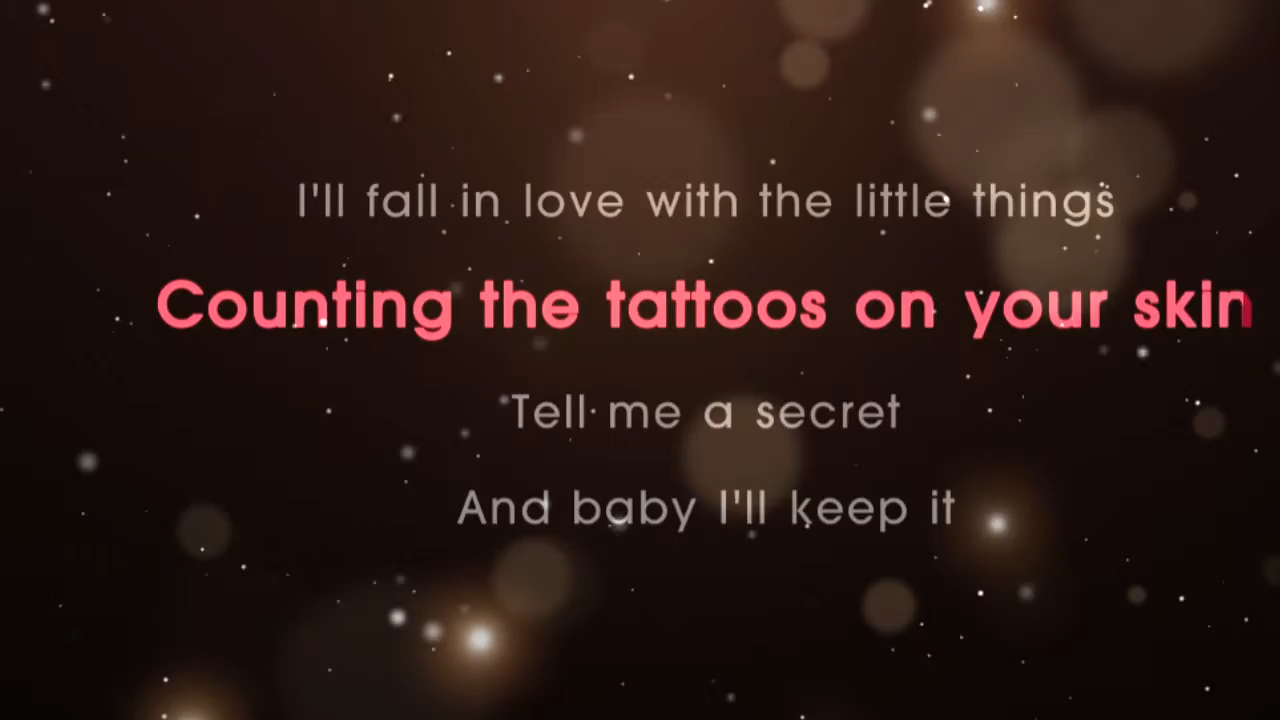 I'll fall in love with the little things
Counting the tattoos on your skin
Tell me a secret
And baby I'll keep it